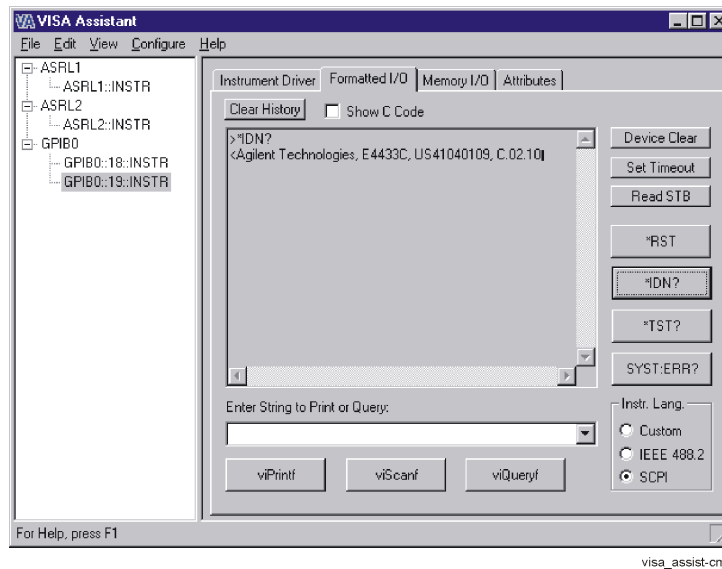 VA VISA Assistant
File Edit View Configure Help
ASRL1
ASRL1::INSTR
ASRL2
ASRL2::INSTR
GPIB0
GPIB0::18::INSTR
GPIB0::19::INSTR
Instrument Driver Formatted I/O Memory I/O Attributes
Clear History Show C Code
>*IDN?
<Agilent Technologies, E4433C, US41040109, C.02.10
Device Clear
Set Timeout
Read STB
*RST
*IDN?
*TST?
SYST:ERR?
Enter String to Print or Query:
viPrintf viScanf viQueryf
Instr. Lang.
Custom
IEEE 488.2
SCPI
For Help, press F1
visa_assist-cn